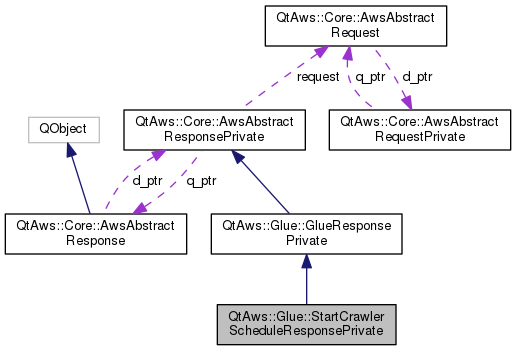 QtAws::Core::AwsAbstract
Request
request
q_ptr
d_ptr
QtAws::Core::AwsAbstract
ResponsePrivate
QtAws::Core::AwsAbstract
RequestPrivate
QObject
d_ptr
q_ptr
QtAws::Core::AwsAbstract
Response
QtAws::Glue::GlueResponse
Private
QtAws::Glue::StartCrawler
ScheduleResponsePrivate